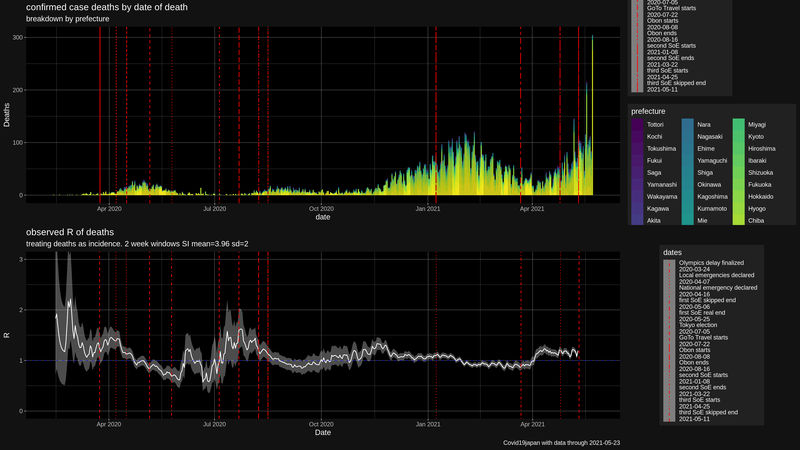 confirmed case deaths by date of death
breakdown by prefecture
300
200
100
0
Deaths
Apr 2020
Jul 2020
Oct 2020
Jan 2021
Apr 2021
date
2020-07-05
GoTo Travel starts
2020-07-22
Obon starts
2020-08-08
Obon ends
2020-08-16
second SoE starts
2021-01-08
second SoE ends
2021-03-22
third SoE starts
2021-04-25
third SoE skipped end
2021-05-11
prefecture
Tottori
Kochi
Tokushima
Fukui
Saga
Yamanashi
Wakayama
Kagawa
Akita
Nara
Nagasaki
Ehime
Yamaguchi
Shiga
Okinawa
Kagoshima
Kumamoto
Mie
Miyagi
Kyoto
Hiroshima
Ibaraki
Shizuoka
Fukuoka
Hokkaido
Hyogo
Chiba
observed R of deaths
treating deaths as incidence. 2 week windows SI mean=3.96 sd=2
3
2
1
0
R
Apr 2020
Jul 2020
Oct 2020
Jan 2021
Apr 2021
Date
dates
Olympics delay finalized
2020-03-24
Local emergencies declared
2020-04-07
National emergency declared
2020-04-16
first SoE skipped end
2020-05-06
first SoE real end
2020-05-25
Tokyo election
2020-07-05
GoTo Travel starts
2020-07-22
Obon starts
2020-08-08
Obon ends
2020-08-16
second SoE starts
2021-01-08
second SoE ends
2021-03-22
third SoE starts
2021-04-25
third SoE skipped end
2021-05-11
Covid19japan with data through 2021-05-23